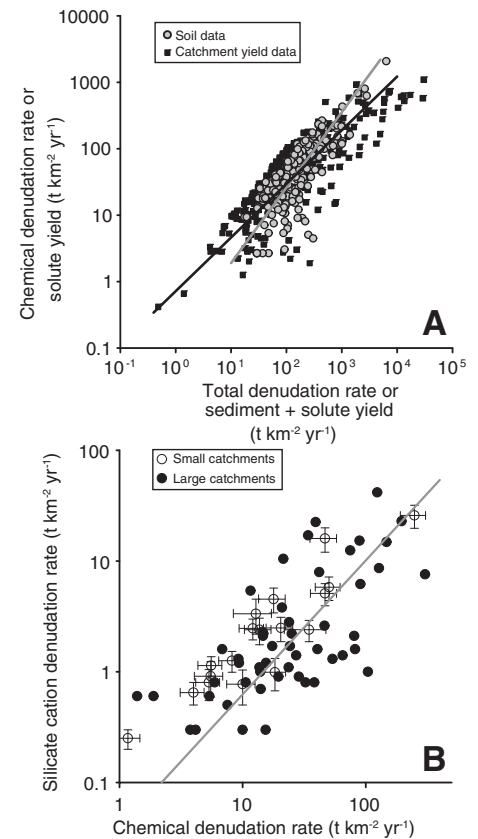 10000
1000
100
10
1
0.1
Chemical denudation rate or
solute yield (t km-2 yr-1)
Soil data
Catchment yield data
A
10-1 100 101 102 103 104 105
Total denudation rate or
sediment + solute yield
(t km-2 yr-1)
100
10
1
0.1
Silicate cation denudation rate (t km-2 yr-1)
Small catchments
Large catchments
B
1 10 100
Chemical denudation rate (t km-2 yr-1)